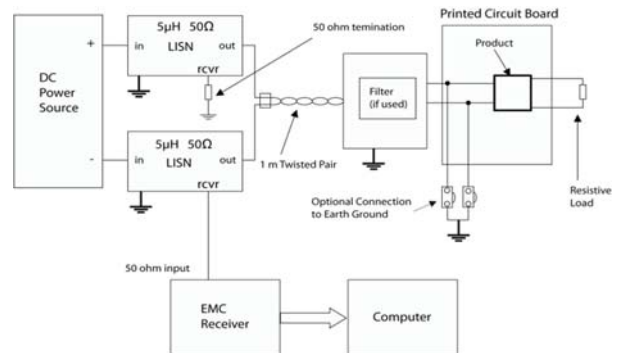 Printed Circuit Board
5µH 50Ω
LISN
in
out
rcvr
50 ohm temination
Product
+
DC
Power
Source
-
Filter
(if used)
1 m Twisted Pair
5µH 50Ω
LISN
in
out
rcvr
Optional Connection
to Earth Ground
Resistive
Load
50 ohm input
EMC
Receiver
Computer